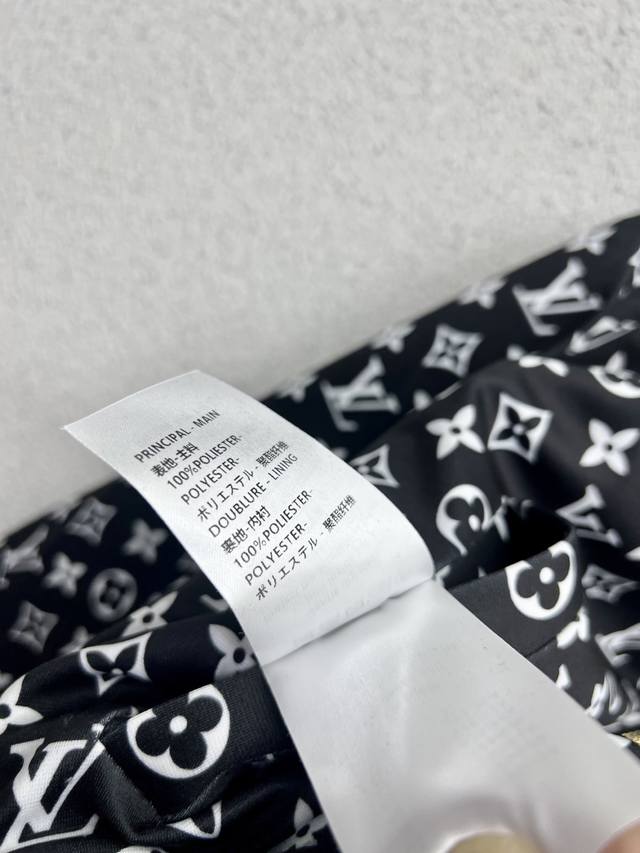 PRINCIPAL - MAIN
表地·主料
100%POLIESTER-
POLYESTER-
ポリエステル - 聚酯纤维
DOUBLURE - LINING
裏地·内衬
100%POLIESTER-
POLYESTER-
ポリエステル - 聚酯纤维